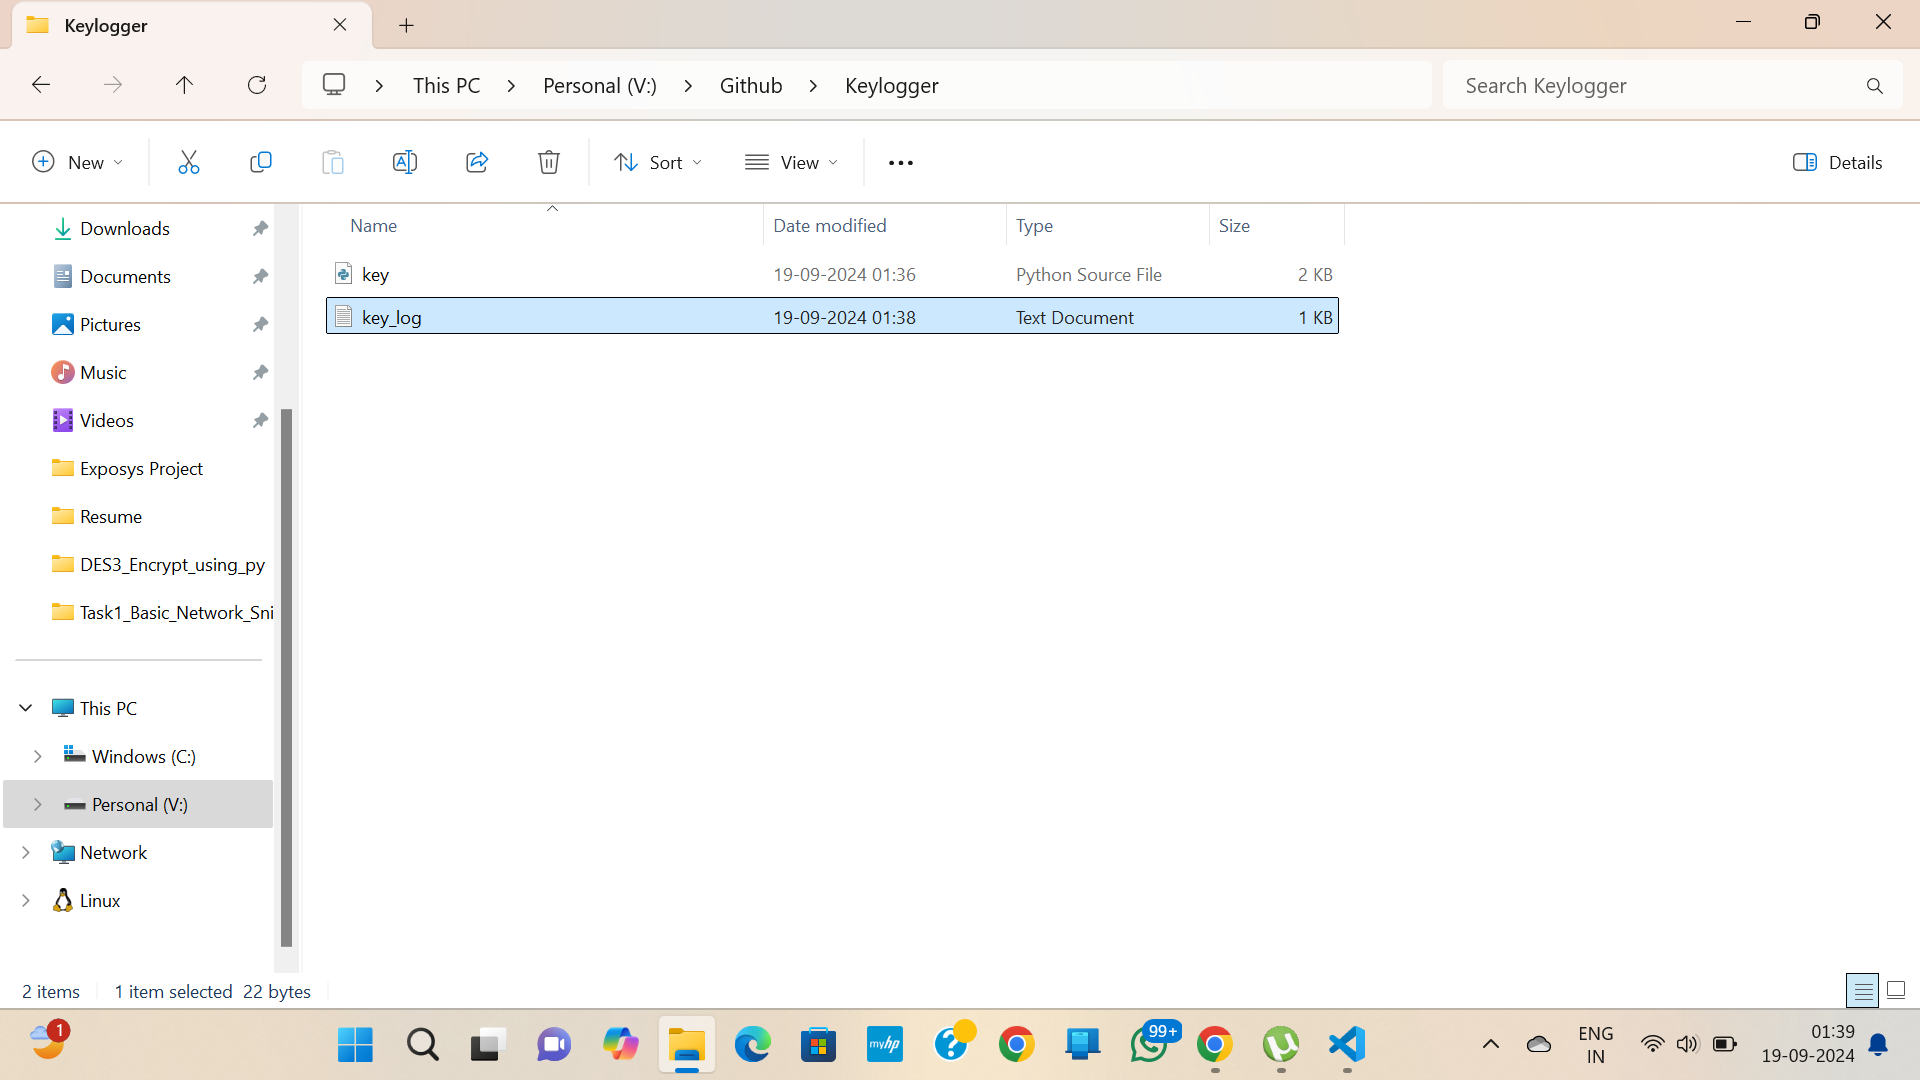 Keylogger
This PC
Personal (V:)
Github
Keylogger
Search Keylogger
New
Sort
View
Details
Downloads
Documents
Pictures
Music
Videos
Exposys Project
Resume
DES3_Encrypt_using_py
Task1_Basic_Network_Sni
This PC
Windows (C:)
Personal (V:)
Network
Linux
Name Date modified Type Size
key 19-09-2024 01:36 Python Source File 2 KB
key_log 19-09-2024 01:38 Text Document 1 KB
2 items 1 item selected 22 bytes
1
myhp
?
99+
ENG
IN
01:39
19-09-2024